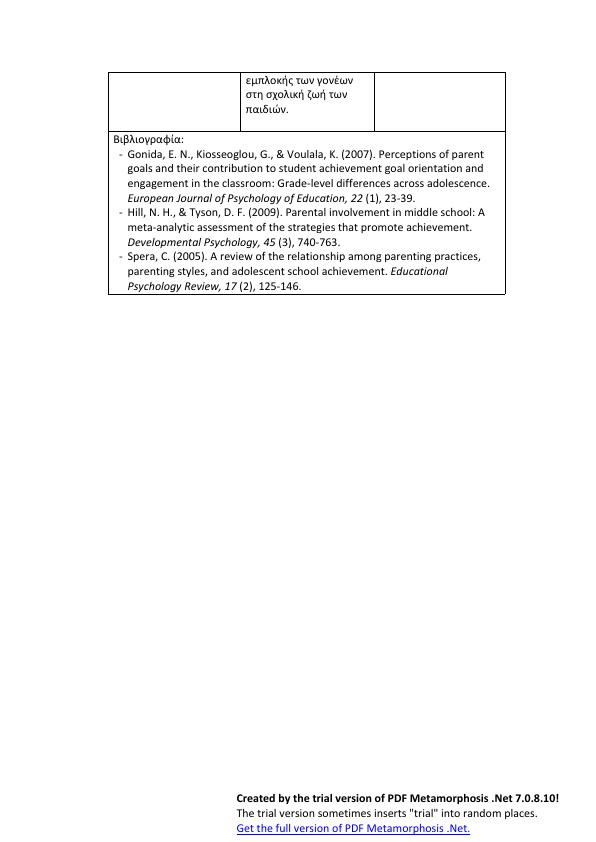 εμπλοκής των γονέων
στη σχολική ζωή των
παιδιών.
Βιβλιογραφία:
- Gonida, E. N., Kiosseoglou, G., & Voulala, K. (2007). Perceptions of parent
goals and their contribution to student achievement goal orientation and
engagement in the classroom: Grade-level differences across adolescence.
European Journal of Psychology of Education, 22 (1), 23-39.
- Hill, N. H., & Tyson, D. F. (2009). Parental involvement in middle school: A
meta-analytic assessment of the strategies that promote achievement.
Developmental Psychology, 45 (3), 740-763.
- Spera, C. (2005). A review of the relationship among parenting practices,
parenting styles, and adolescent school achievement. Educational
Psychology Review, 17 (2), 125-146.
Created by the trial version of PDF Metamorphosis .Net 7.0.8.10!
The trial version sometimes inserts "trial" into random places.
Get the full version of PDF Metamorphosis .Net.